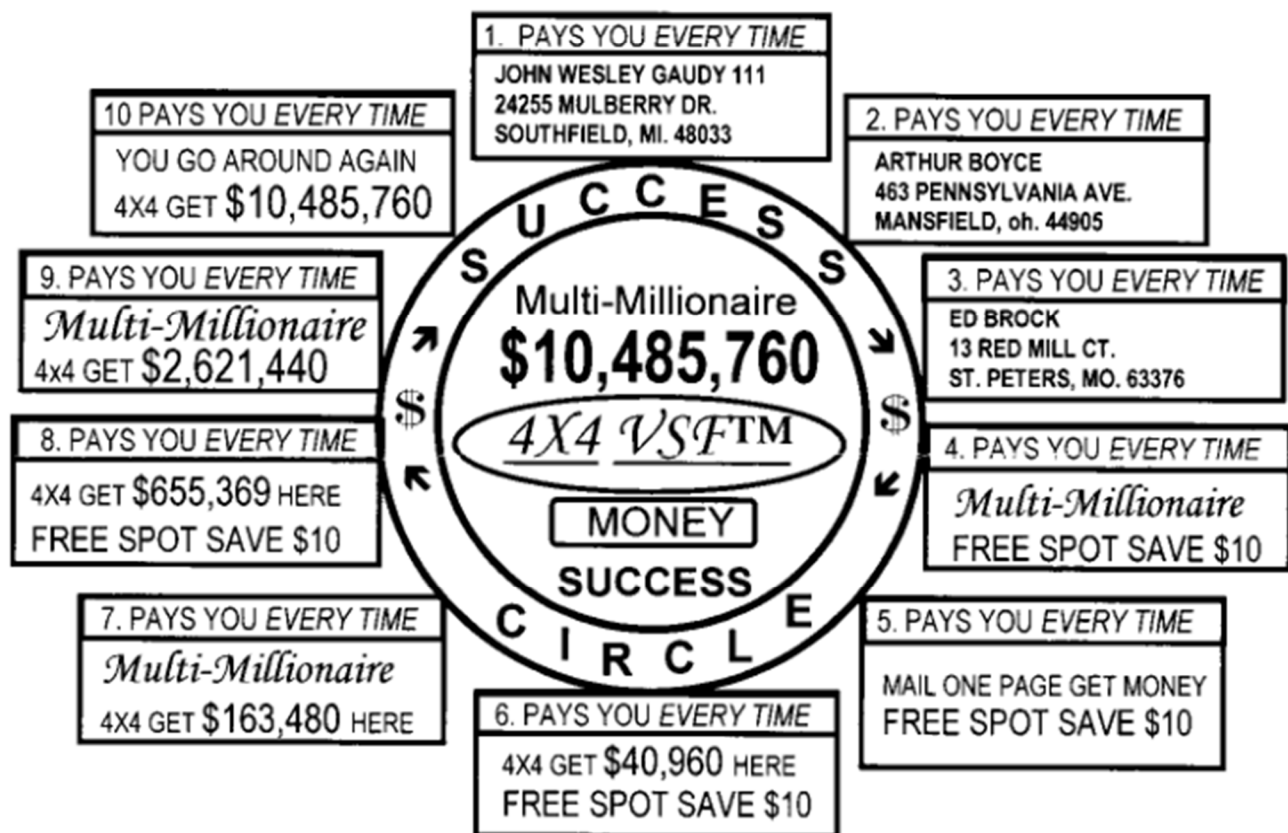 1. PAYS YOU EVERY TIME
JOHN WESLEY GAUDY 111
24255 MULBERRY DR.
SOUTHFIELD, MI. 48033
2. PAYS YOU EVERY TIME
ARTHUR BOYCE
463 PENNSYLVANIA AVE.
MANSFIELD, oh. 44905
3. PAYS YOU EVERY TIME
ED BROCK
13 RED MILL CT.
ST. PETERS, MO. 63376
4. PAYS YOU EVERY TIME
Multi-Millionaire
FREE SPOT SAVE $10
5. PAYS YOU EVERY TIME
MAIL ONE PAGE GET MONEY
FREE SPOT SAVE $10
6. PAYS YOU EVERY TIME
4X4 GET $40,960 HERE
FREE SPOT SAVE $10
7. PAYS YOU EVERY TIME
Multi-Millionaire
4X4 GET $163,480 HERE
8. PAYS YOU EVERY TIME
4X4 GET $655,369 HERE
FREE SPOT SAVE $10
9. PAYS YOU EVERY TIME
Multi-Millionaire
4x4 GET $2,621,440
10 PAYS YOU EVERY TIME
YOU GO AROUND AGAIN
4X4 GET $10,485,760
SUCCESS
$ $
CIRCLE
Multi-Millionaire
$10,485,760
4X4 VSF™
MONEY
SUCCESS